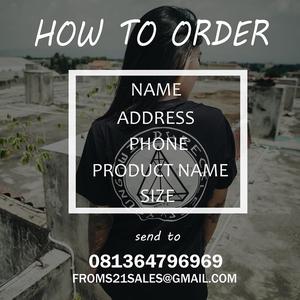 HOW TO ORDER
NAME
ADDRESS
PHONE
PRODUCT NAME
SIZE
send to
081364796969
FROMS21SALES@GMAIL.COM